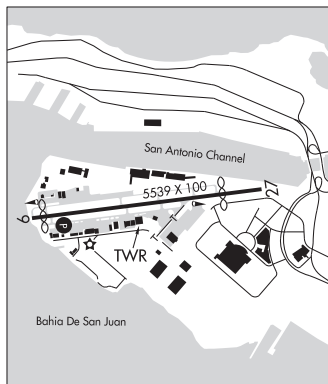 San Antonio Channel
5539 X 100
27
9
P
TWR
Bahia De San Juan